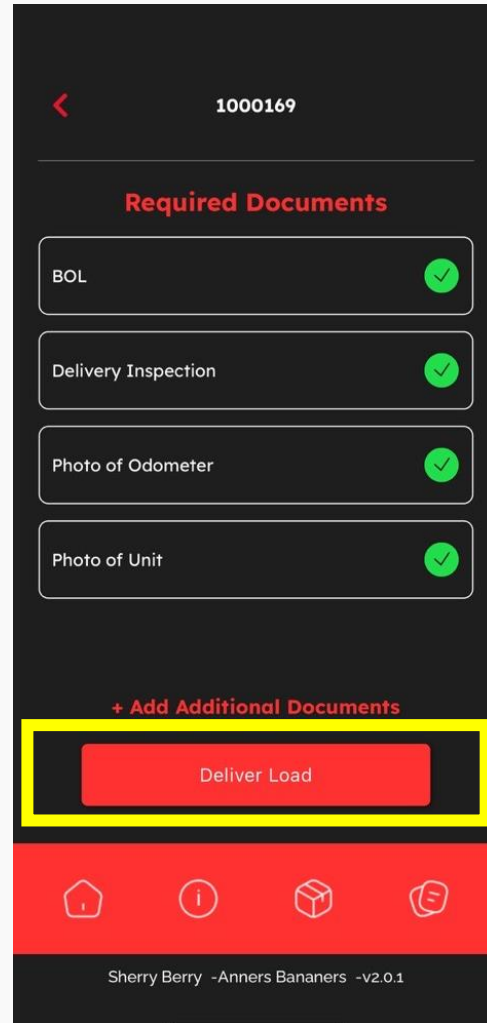 1000169
Required Documents
BOL
Delivery Inspection
Photo of Odometer
Photo of Unit
+ Add Additional Documents
Deliver Load
Sherry Berry -Anners Bananers -v2.0.1